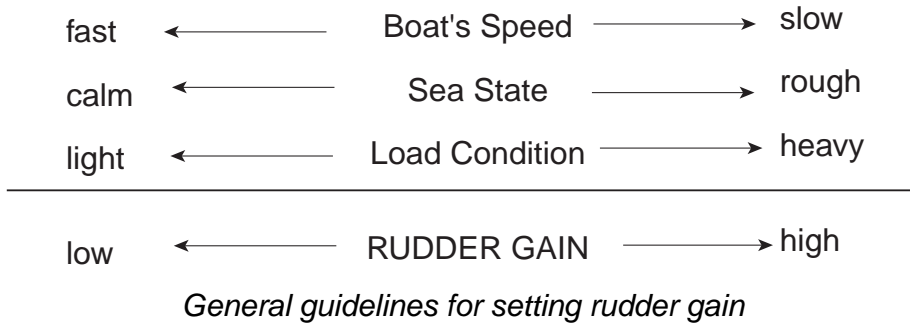 fast Boat's Speed slow
calm Sea State rough
light Load Condition heavy
low RUDDER GAIN high
General guidelines for setting rudder gain